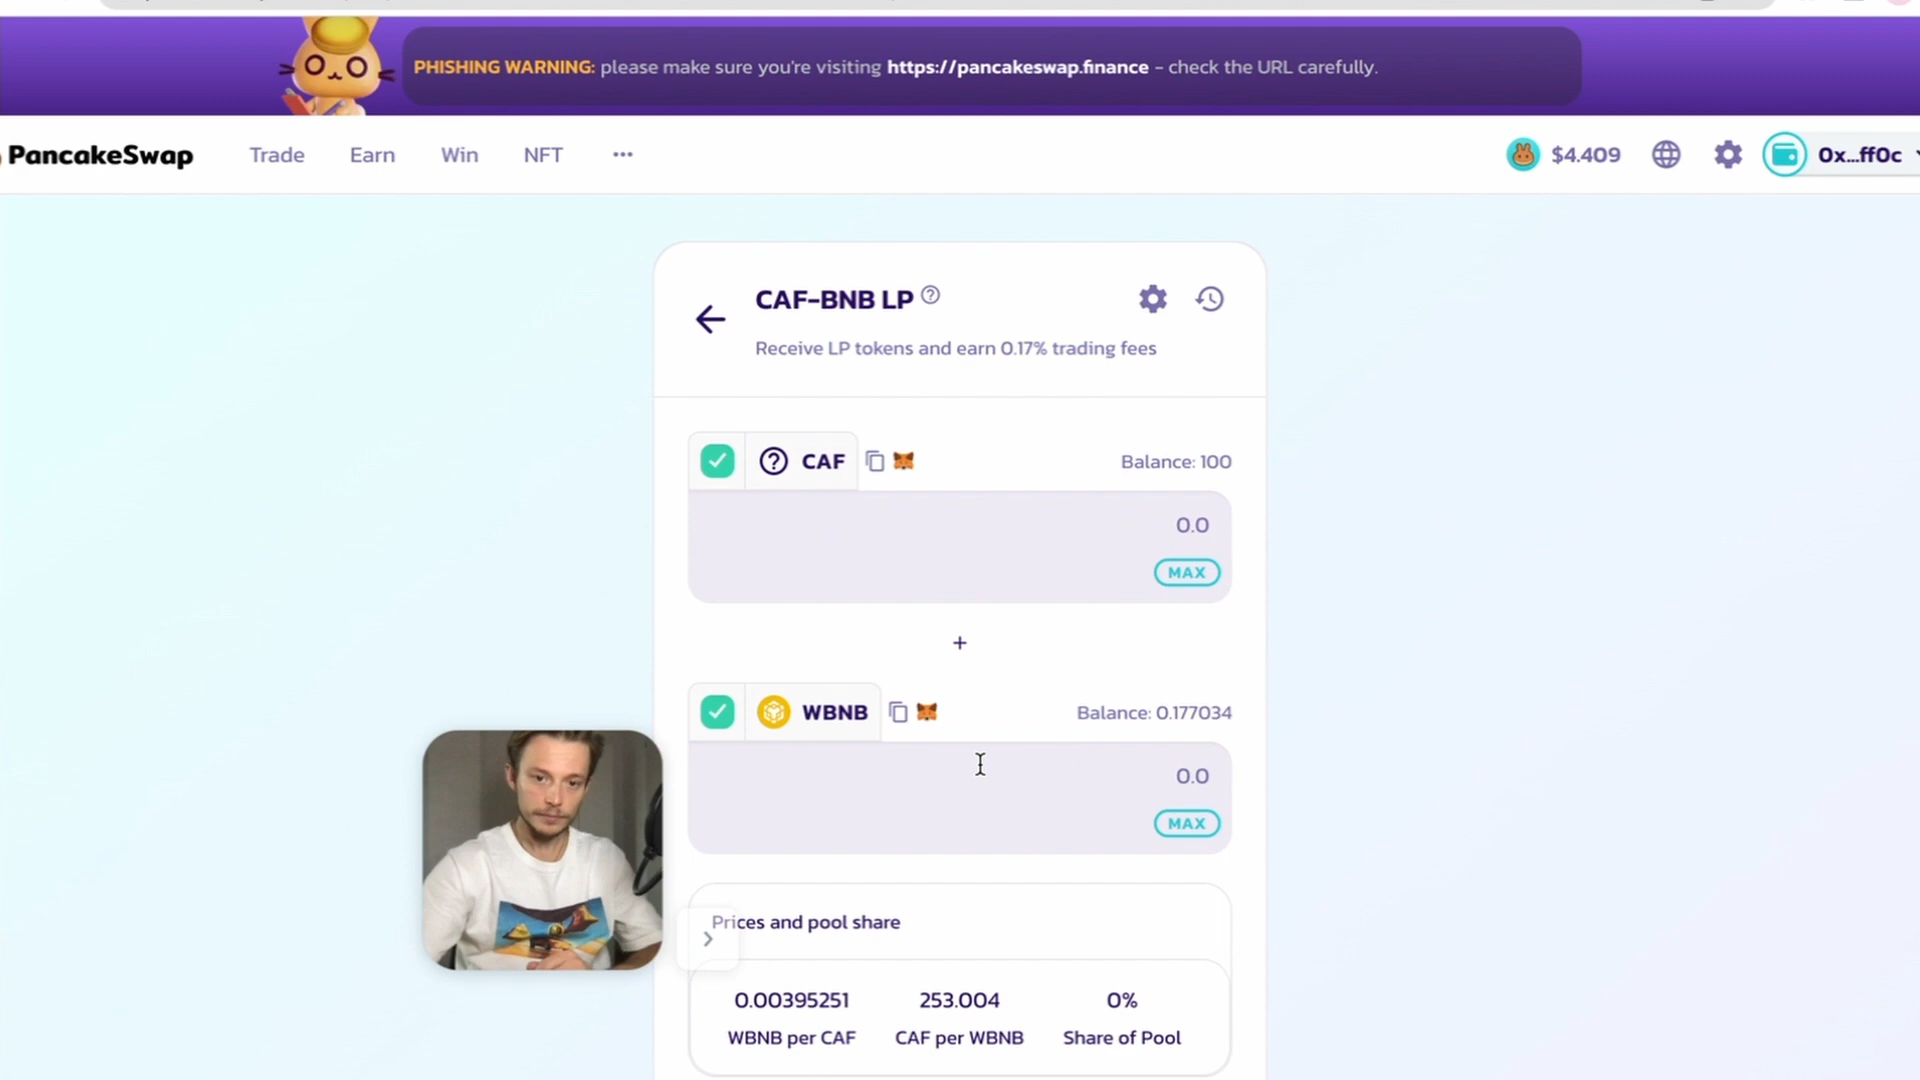 PHISHING WARNING: please make sure you're visiting https://pancakeswap.finance - check the URL carefully.
PancakeSwap Trade Earn Win NFT ••• $4.409 0x...ff0c
CAF-BNB LP
Receive LP tokens and earn 0.17% trading fees
CAF Balance: 100
0.0
MAX
+
WBNB Balance: 0.177034
0.0
MAX
Prices and pool share
0.00395251 253.004 0%
WBNB per CAF CAF per WBNB Share of Pool